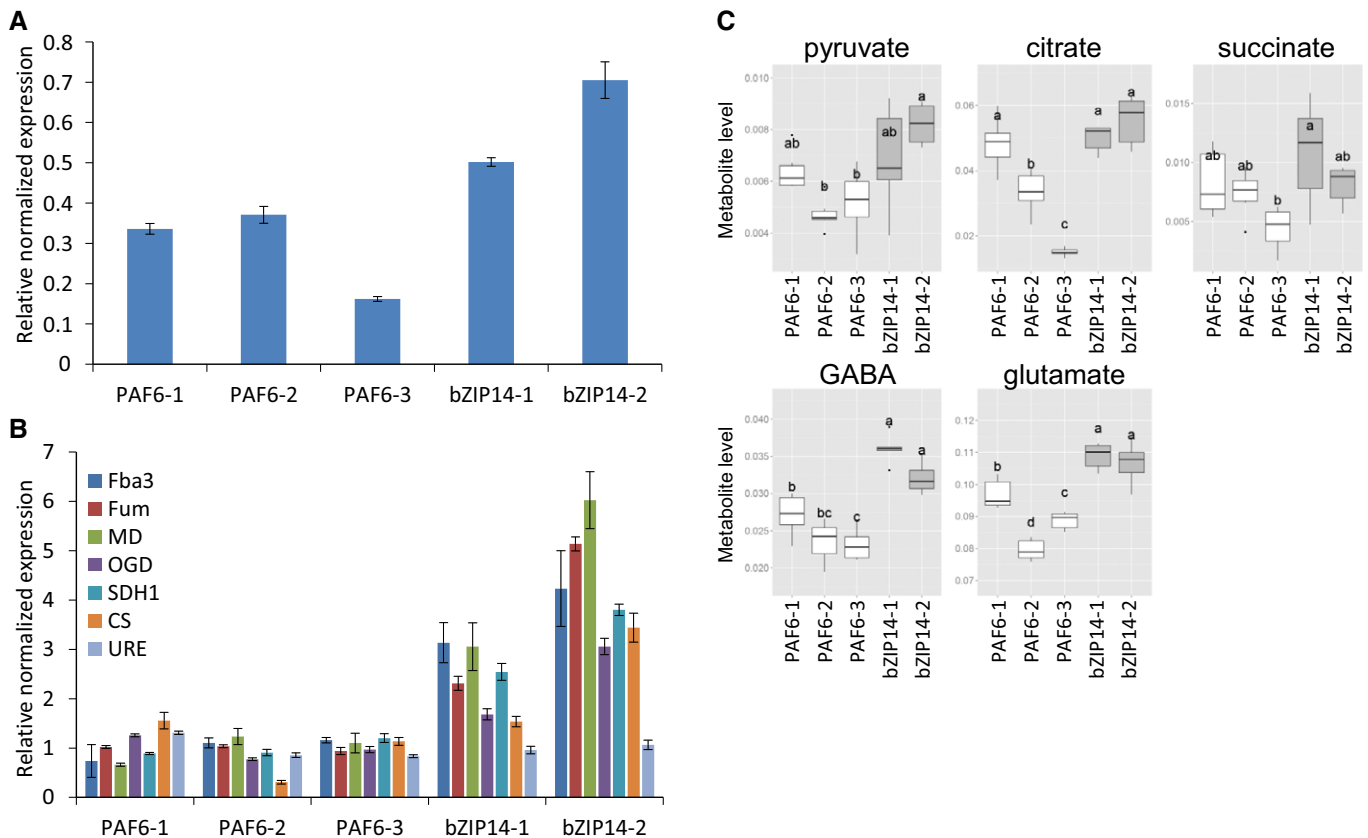 A
Relative normalized expression
0.8
0.7
0.6
0.5
0.4
0.3
0.2
0.1
0
PAF6-1 PAF6-2 PAF6-3 bZIP14-1 bZIP14-2
B
Relative normalized expression
7
6
5
4
3
2
1
0
Fba3
Fum
MD
OGD
SDH1
CS
URE
PAF6-1 PAF6-2 PAF6-3 bZIP14-1 bZIP14-2
C
Metabolite level
pyruvate
0.010
0.008
0.006
0.004
ab b b ab a
PAF6-1 PAF6-2 PAF6-3 bZIP14-1 bZIP14-2
citrate
0.06
0.04
0.02
a b c a a
PAF6-1 PAF6-2 PAF6-3 bZIP14-1 bZIP14-2
succinate
0.015
0.010
0.005
ab ab b a ab
PAF6-1 PAF6-2 PAF6-3 bZIP14-1 bZIP14-2
Metabolite level
GABA
0.040
0.035
0.030
0.025
0.020
b bc c a a
PAF6-1 PAF6-2 PAF6-3 bZIP14-1 bZIP14-2
glutamate
0.12
0.11
0.10
0.09
0.08
0.07
b d c a a
PAF6-1 PAF6-2 PAF6-3 bZIP14-1 bZIP14-2